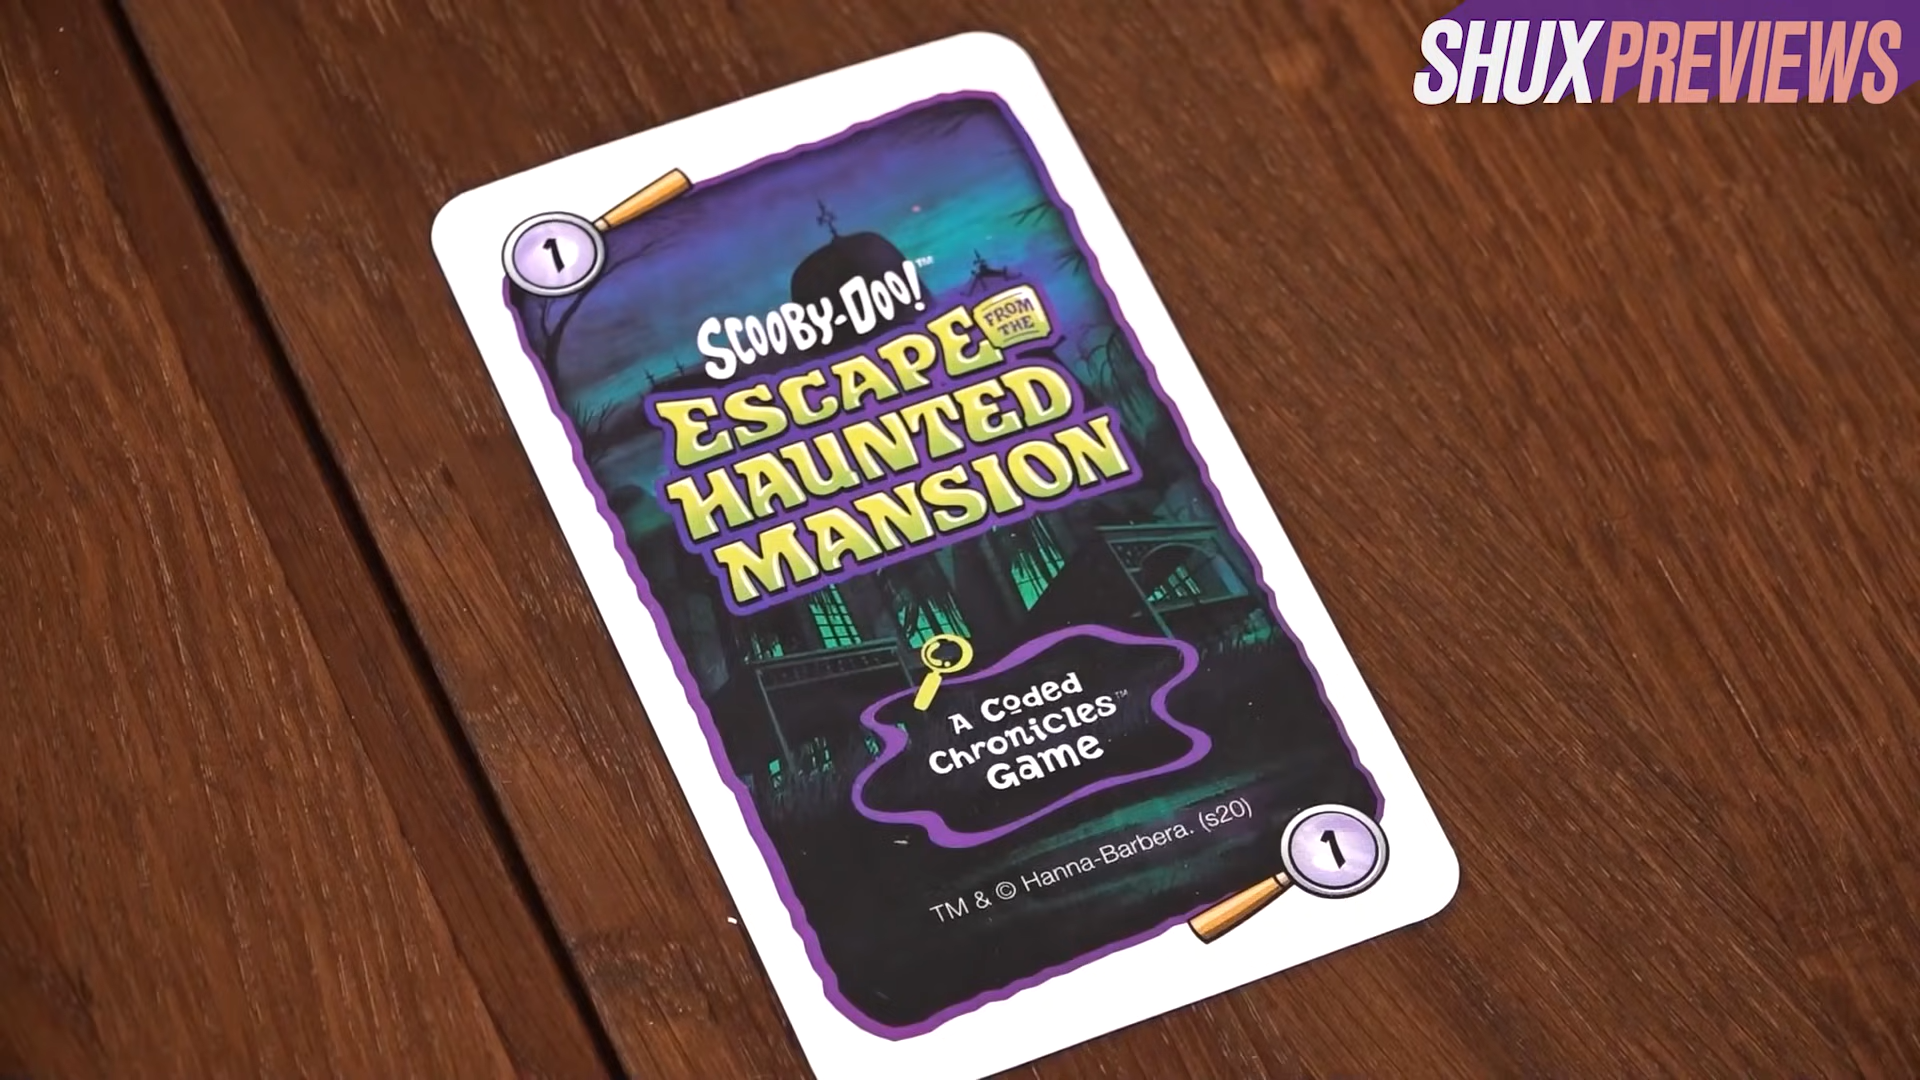 SHUX PREVIEWS
1
SCOOBY-DOO!™
ESCAPE FROM THE
HAUNTED
MANSION
A Coded
Chronicles™
Game
TM & © Hanna-Barbera. (s20)
1